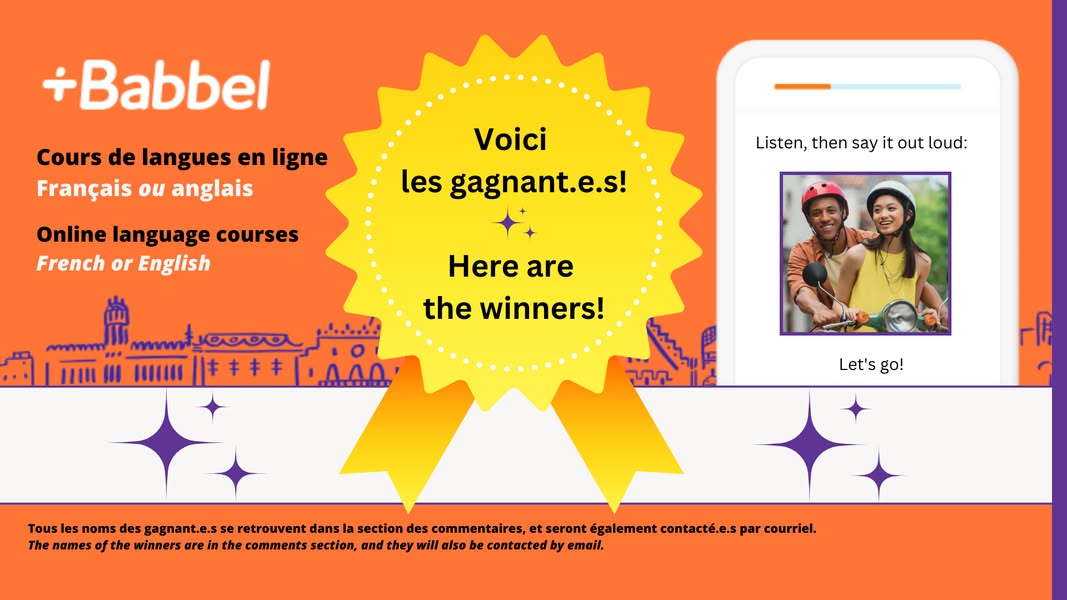 +Babbel
Cours de langues en ligne
Français ou anglais
Online language courses
French or English
Voici
les gagnant.e.s!
Here are
the winners!
Listen, then say it out loud:
Let's go!
Tous les noms des gagnant.e.s se retrouvent dans la section des commentaires, et seront également contacté.e.s par courriel.
The names of the winners are in the comments section, and they will also be contacted by email.